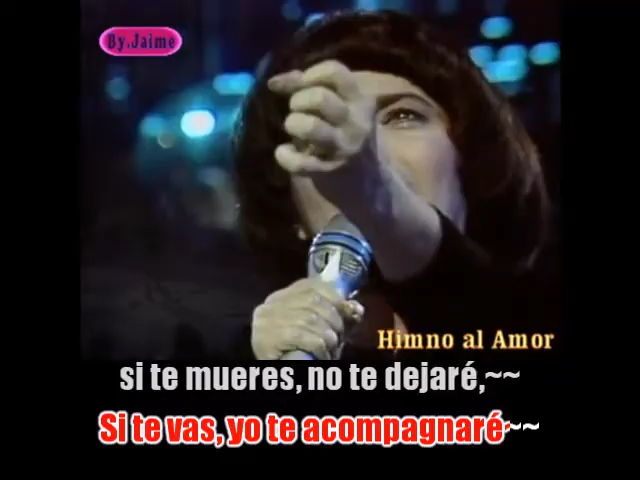 By.Jaime
Himno al Amor
si te mueres, no te dejaré,~~
Si te vas, yo te acompagnaré~~